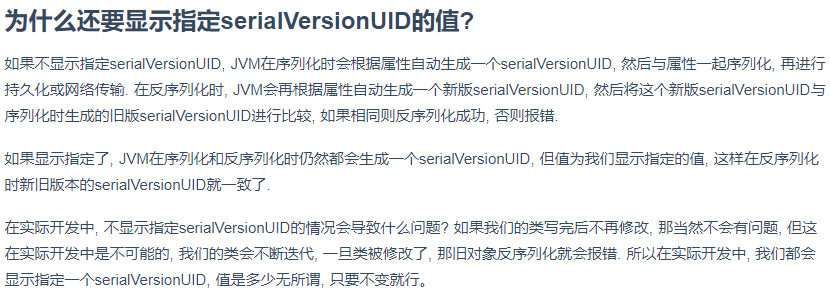 为什么还要显示指定serialVersionUID的值?
如果不显示指定serialVersionUID, JVM在序列化时会根据属性自动生成一个serialVersionUID, 然后与属性一起序列化, 再进行
持久化或网络传输. 在反序列化时, JVM会再根据属性自动生成一个新版serialVersionUID, 然后将这个新版serialVersionUID与
序列化时生成的旧版serialVersionUID进行比较, 如果相同则反序列化成功, 否则报错.
如果显示指定了, JVM在序列化和反序列化时仍然都会生成一个serialVersionUID, 但值为我们显示指定的值, 这样在反序列化
时新旧版本的serialVersionUID就一致了.
在实际开发中, 不显示指定serialVersionUID的情况会导致什么问题? 如果我们的类写完后不再修改, 那当然不会有问题, 但这
在实际开发中是不可能的, 我们的类会不断迭代, 一旦类被修改了, 那旧对象反序列化就会报错. 所以在实际开发中, 我们都会
显示指定一个serialVersionUID, 值是多少无所谓, 只要不变就行。